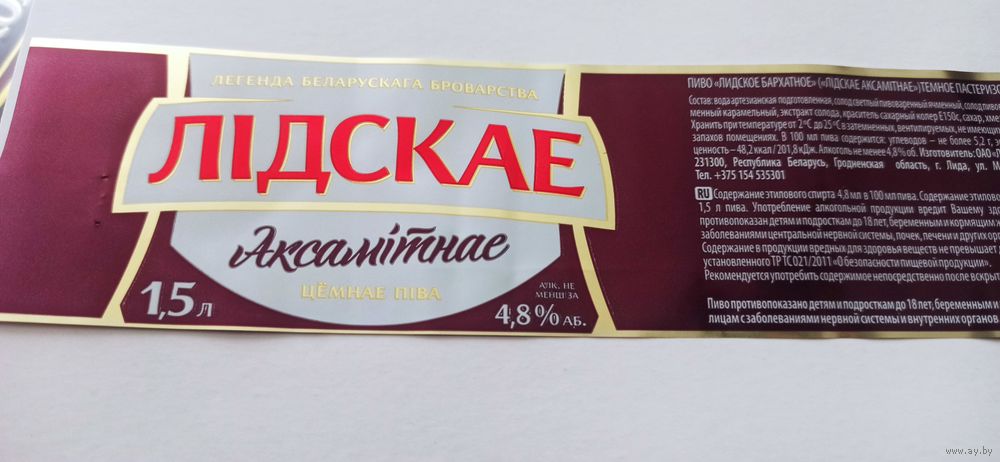 ЛЕГЕНДА БЕЛАРУСКАГА БРОВАРСТВА
ЛІДСКАЕ
Аксамітнае
ЦЁМНАЕ ПІВА
1,5 л
АЛК. НЕ
МЕНШ ЗА
4,8% АБ.
ПИВО «ЛИДСКОЕ БАРХАТНОЕ» («ЛІДСКАЕ АКСАМІТНАЕ») ТЕМНОЕ ПАСТЕРИЗО
Состав: вода артезианская подготовленная, солод светлый пивоваренный ячменный, солод пивов
менный карамельный, экстракт солода, краситель сахарный колер E150c, сахар, хме
Хранить при температуре от 2°C до 25°C в затемненных, вентилируемых, не имеющих
запахов помещениях. В 100 мл пива содержится: углеводов – не более 5,2 г, э
ценность – 48,2 ккал / 201,8 кДж. Алкоголь не менее 4,8% об. Изготовитель: ОАО «Л
231300, Республика Беларусь, Гродненская область, г. Лида, ул. М
Тел. +375 154 535301
RU Содержание этилового спирта 4,8 мл в 100 мл пива. Содержание этилово
1,5 л пива. Употребление алкогольной продукции вредит Вашему здо
противопоказан детям и подросткам до 18 лет, беременным и кормящим ж
заболеваниями центральной нервной системы, почек, печени и других орг
Содержание в продукции вредных для здоровья веществ не превышает д
установленного ТР ТС 021/2011 «О безопасности пищевой продукции».
Рекомендуется употребить содержимое непосредственно после вскрыт
Пиво противопоказано детям и подросткам до 18 лет, беременным и
лицам с заболеваниями нервной системы и внутренних органов
www.ay.by